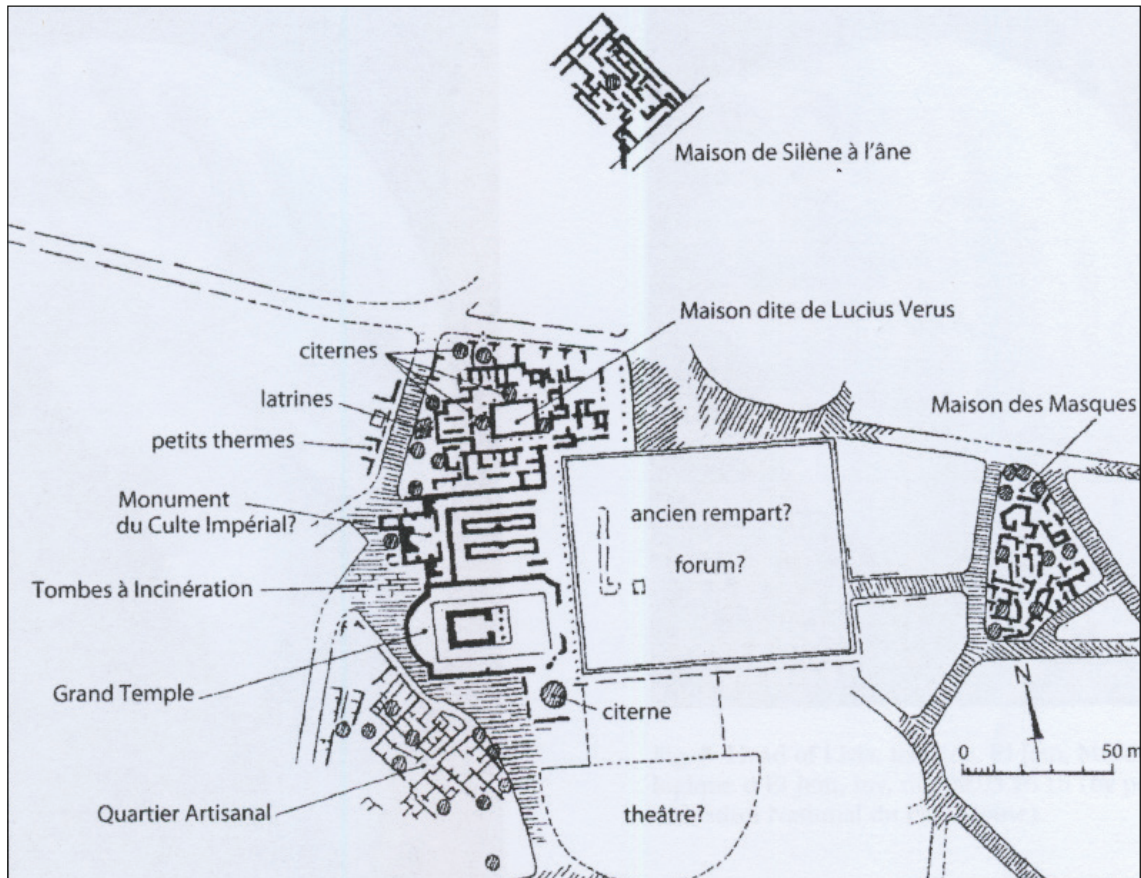 Maison de Silène à l'âne
Maison dite de Lucius Verus
citernes
latrines
Maison des Masques
petits thermes
Monument
du Culte Impérial?
ancien rempart?
forum?
Tombes à Incinération
Grand Temple
citerne
N
0 50 m
Quartier Artisanal
théâtre?